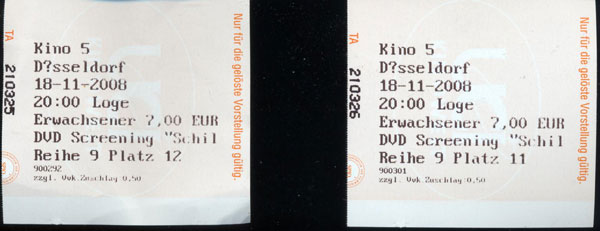 TA
210325
Kino 5
D?sseldorf
18-11-2008
20:00 Loge
Erwachsener 7,00 EUR
DVD Screening "Schil
Reihe 9 Platz 12
900292
zzgl. Vvk.Zuschlag:0,50
Nur für die gelöste Vorstellung gültig.
TA
210326
Kino 5
D?sseldorf
18-11-2008
20:00 Loge
Erwachsener 7,00 EUR
DVD Screening "Schil
Reihe 9 Platz 11
900301
zzgl. Vvk.Zuschlag:0,50
Nur für die gelöste Vorstellung gültig.